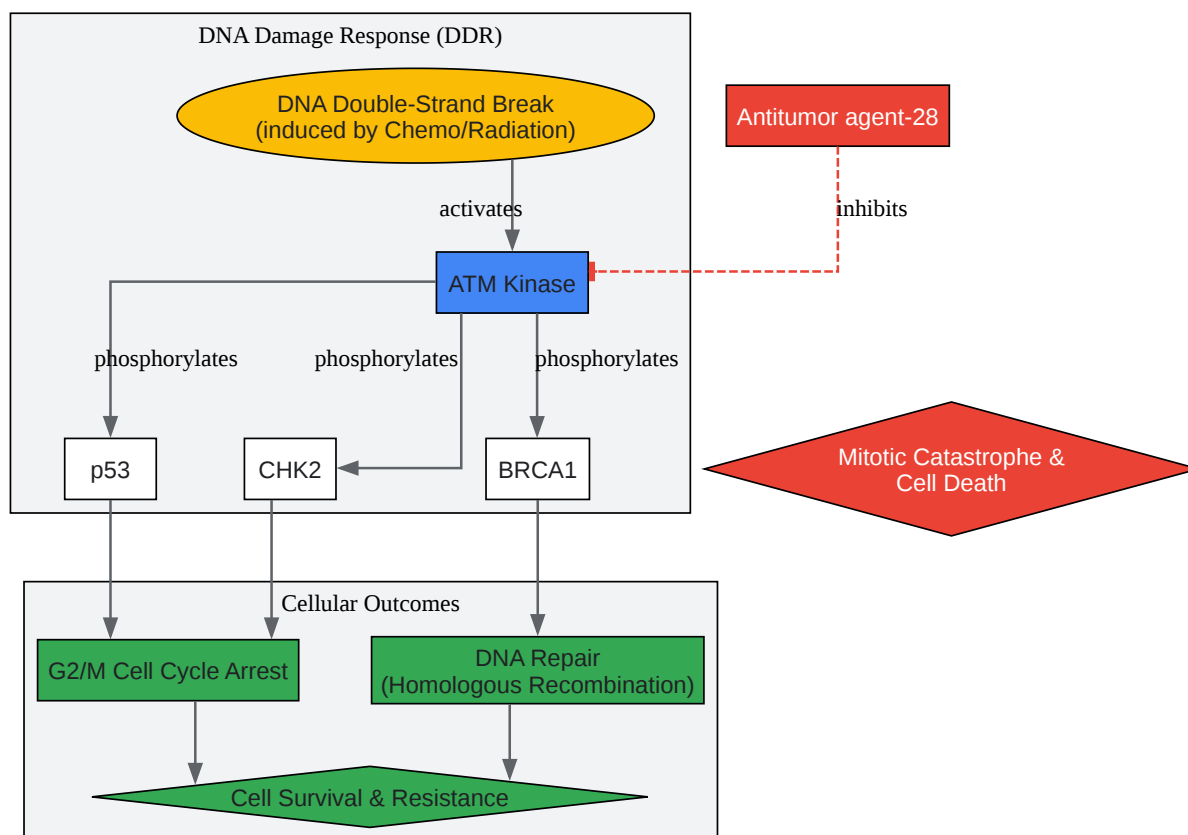 DNA Damage Response (DDR)
DNA Double-Strand Break
(induced by Chemo/Radiation)
Antitumor agent-28
activates
inhibits
ATM Kinase
phosphorylates
phosphorylates
phosphorylates
p53
CHK2
BRCA1
Mitotic Catastrophe &
Cell Death
Cellular Outcomes
G2/M Cell Cycle Arrest
DNA Repair
(Homologous Recombination)
Cell Survival & Resistance